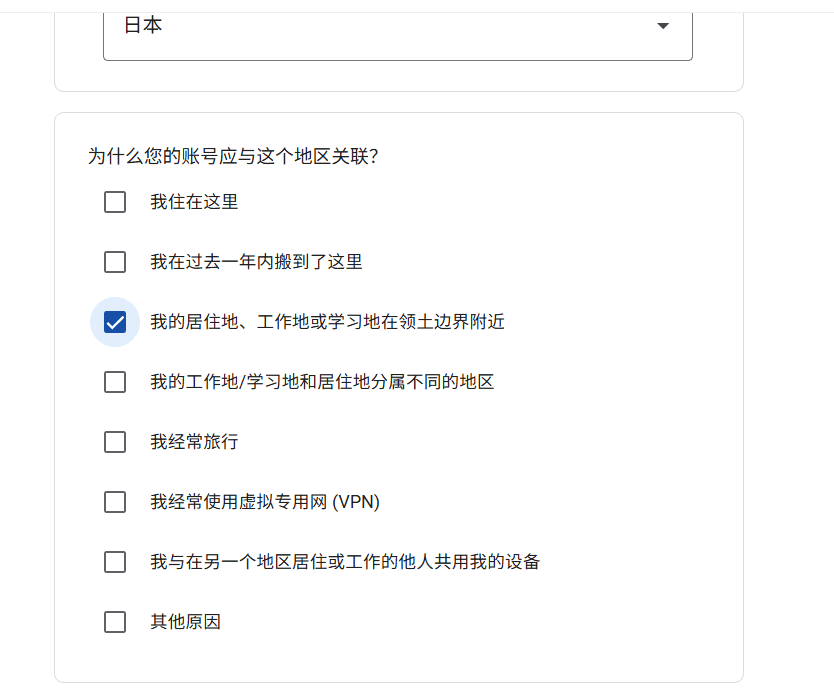 日本
为什么您的账号应与这个地区关联？
我住在这里
我在过去一年内搬到了这里
我的居住地、工作地或学习地在领土边界附近
我的工作地/学习地和居住地分属不同的地区
我经常旅行
我经常使用虚拟专用网 (VPN)
我与在另一个地区居住或工作的他人共用我的设备
其他原因